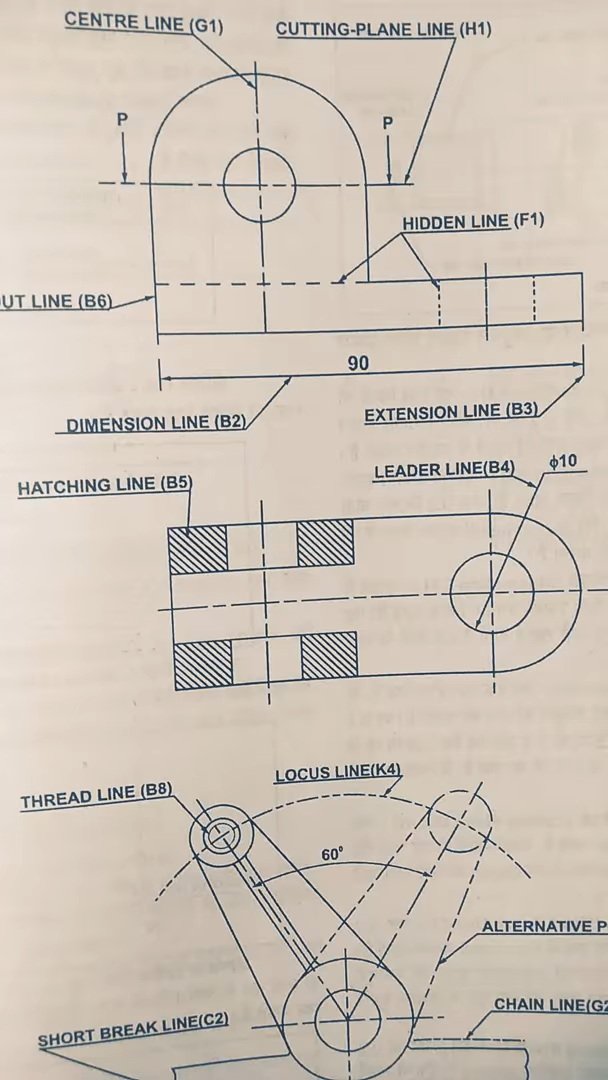 CENTRE LINE (G1)
CUTTING-PLANE LINE (H1)
P
P
HIDDEN LINE (F1)
UT LINE (B6)
90
DIMENSION LINE (B2)
EXTENSION LINE (B3)
LEADER LINE(B4)
ϕ10
HATCHING LINE (B5)
LOCUS LINE(K4)
THREAD LINE (B8)
60°
ALTERNATIVE P
CHAIN LINE(G2
SHORT BREAK LINE(C2)